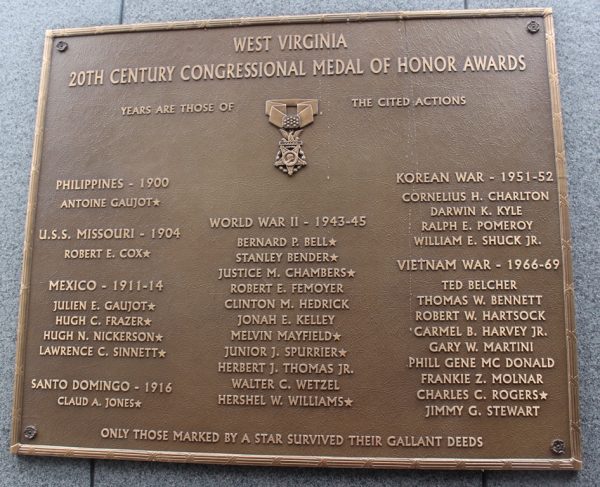 WEST VIRGINIA
20TH CENTURY CONGRESSIONAL MEDAL OF HONOR AWARDS
YEARS ARE THOSE OF THE CITED ACTIONS
PHILIPPINES - 1900
ANTOINE GAUJOT★
U.S.S. MISSOURI - 1904
ROBERT E. COX★
MEXICO - 1911-14
JULIEN E. GAUJOT★
HUGH C. FRAZER★
HUGH N. NICKERSON★
LAWRENCE C. SINNETT★
SANTO DOMINGO - 1916
CLAUD A. JONES★
WORLD WAR II - 1943-45
BERNARD P. BELL★
STANLEY BENDER★
JUSTICE M. CHAMBERS★
ROBERT E. FEMOYER
CLINTON M. HEDRICK
JONAH E. KELLEY
MELVIN MAYFIELD★
JUNIOR J. SPURRIER★
HERBERT J. THOMAS JR.
WALTER C. WETZEL
HERSHEL W. WILLIAMS★
KOREAN WAR - 1951-52
CORNELIUS H. CHARLTON
DARWIN K. KYLE
RALPH E. POMEROY
WILLIAM E. SHUCK JR.
VIETNAM WAR - 1966-69
TED BELCHER
THOMAS W. BENNETT
ROBERT W. HARTSOCK
CARMEL B. HARVEY JR.
GARY W. MARTINI
PHILL GENE MC DONALD
FRANKIE Z. MOLNAR
CHARLES C. ROGERS★
JIMMY G. STEWART
ONLY THOSE MARKED BY A STAR SURVIVED THEIR GALLANT DEEDS